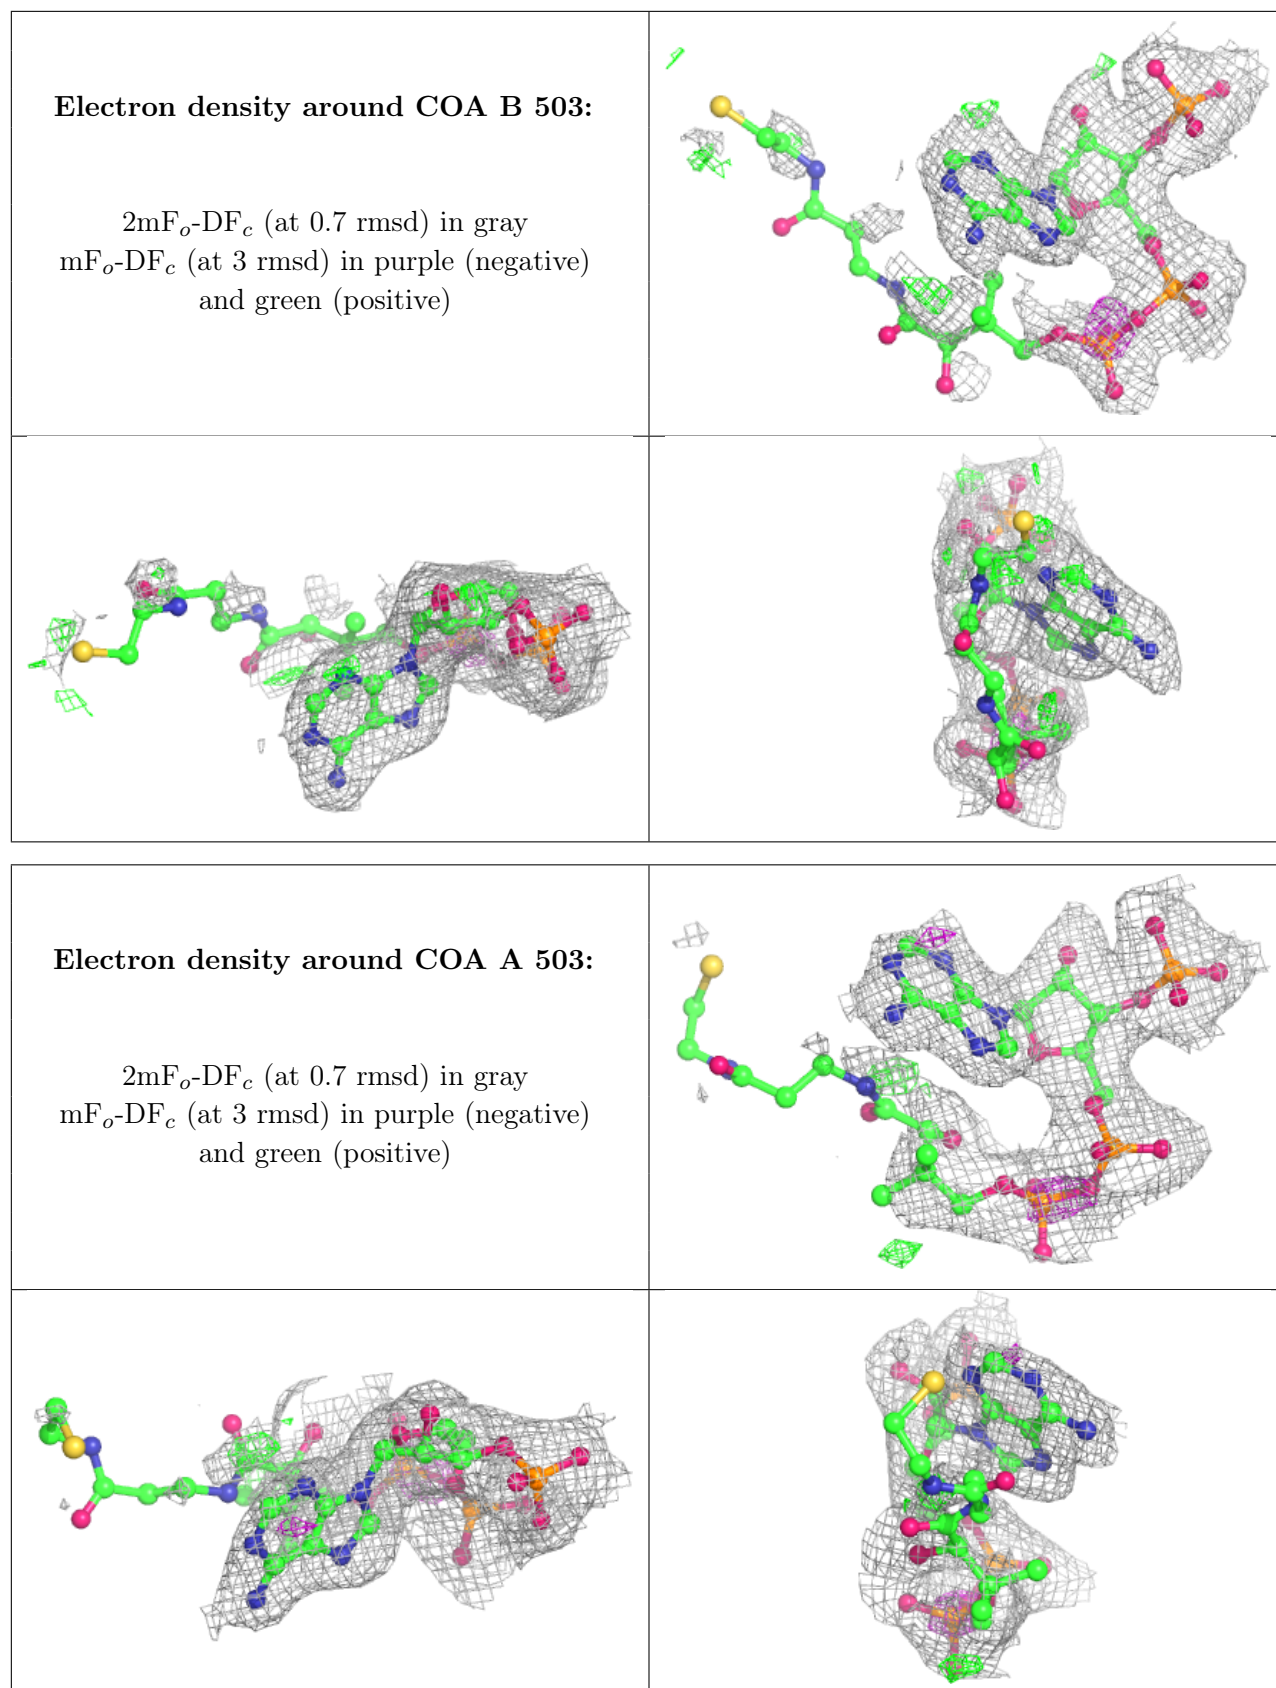 Electron density around COA B 503:
2mFₒ-DF𝒸 (at 0.7 rmsd) in gray
mFₒ-DF𝒸 (at 3 rmsd) in purple (negative)
and green (positive)
Electron density around COA A 503:
2mFₒ-DF𝒸 (at 0.7 rmsd) in gray
mFₒ-DF𝒸 (at 3 rmsd) in purple (negative)
and green (positive)